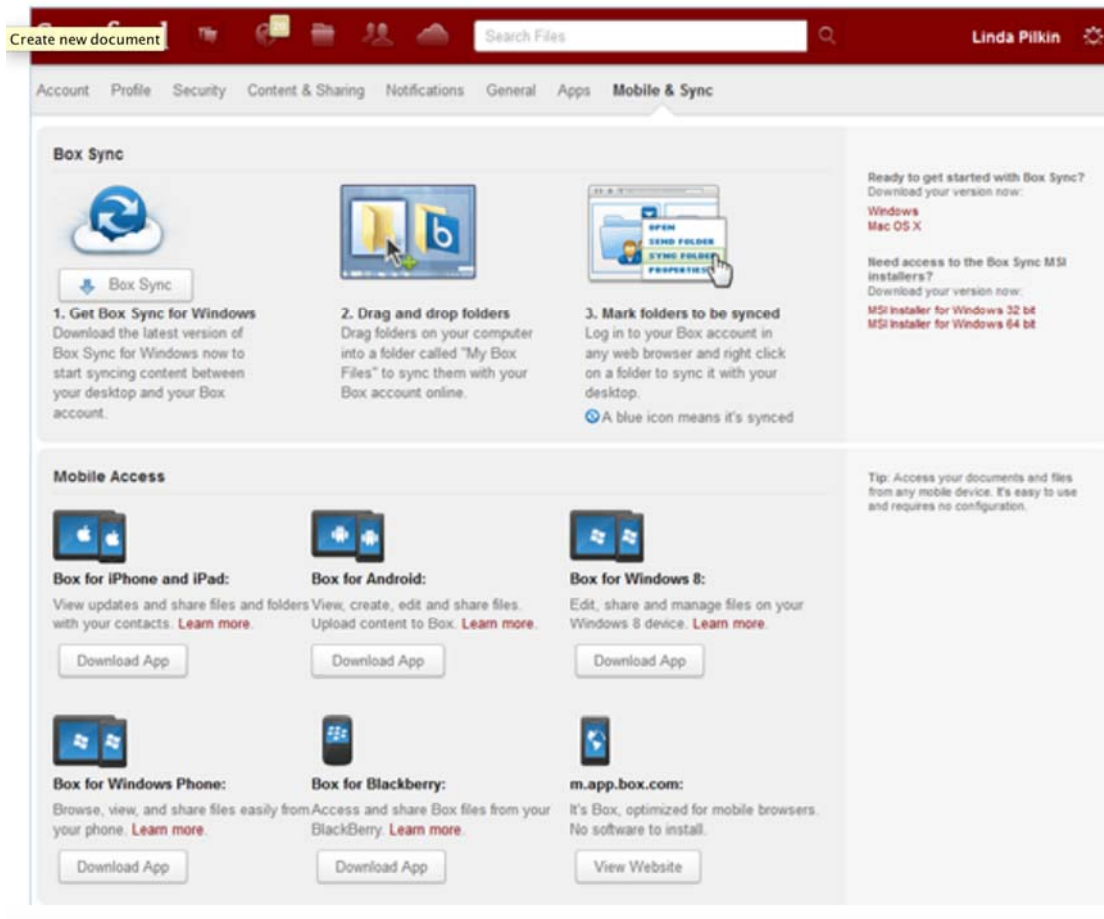 Create new document
Search Files
Linda Pilkin
Account Profile Security Content & Sharing Notifications General Apps Mobile & Sync
Box Sync
Box Sync
1. Get Box Sync for Windows
Download the latest version of
Box Sync for Windows now to
start syncing content between
your desktop and your Box
account.
2. Drag and drop folders
Drag folders on your computer
into a folder called "My Box
Files" to sync them with your
Box account online.
OPEN
SEND FOLDER
SYNC FOLDER
PROPERTIES
3. Mark folders to be synced
Log in to your Box account in
any web browser and right click
on a folder to sync it with your
desktop.
A blue icon means it's synced
Ready to get started with Box Sync?
Download your version now:
Windows
Mac OS X
Need access to the Box Sync MSI
installers?
Download your version now:
MSI Installer for Windows 32 bit
MSI Installer for Windows 64 bit
Mobile Access
Box for iPhone and iPad:
View updates and share files and folders
with your contacts. Learn more.
Download App
Box for Android:
View, create, edit and share files.
Upload content to Box. Learn more.
Download App
Box for Windows 8:
Edit, share and manage files on your
Windows 8 device. Learn more.
Download App
Box for Windows Phone:
Browse, view, and share files easily from
your phone. Learn more.
Download App
Box for Blackberry:
Access and share Box files from your
BlackBerry. Learn more.
Download App
m.app.box.com:
It's Box, optimized for mobile browsers.
No software to install.
View Website
Tip: Access your documents and files
from any mobile device. It's easy to use
and requires no configuration.